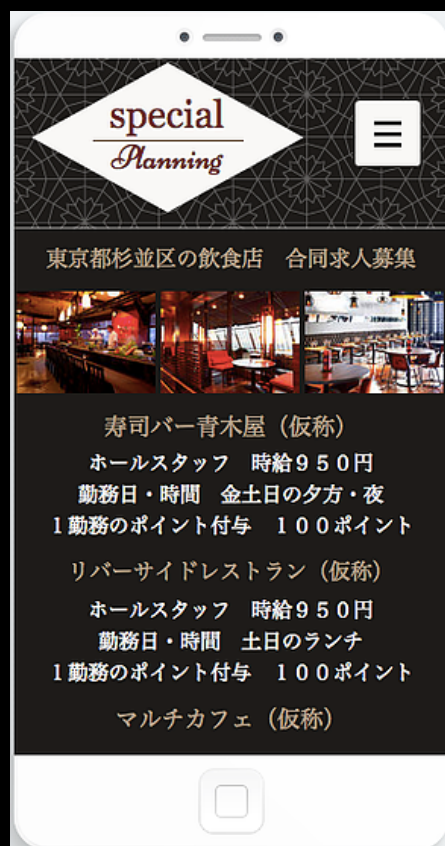 special
Planning
東京都杉並区の飲食店　合同求人募集
寿司バー青木屋（仮称）
ホールスタッフ　時給９５０円
勤務日・時間　金土日の夕方・夜
１勤務のポイント付与　１００ポイント
リバーサイドレストラン（仮称）
ホールスタッフ　時給９５０円
勤務日・時間　土日のランチ
１勤務のポイント付与　１００ポイント
マルチカフェ（仮称）